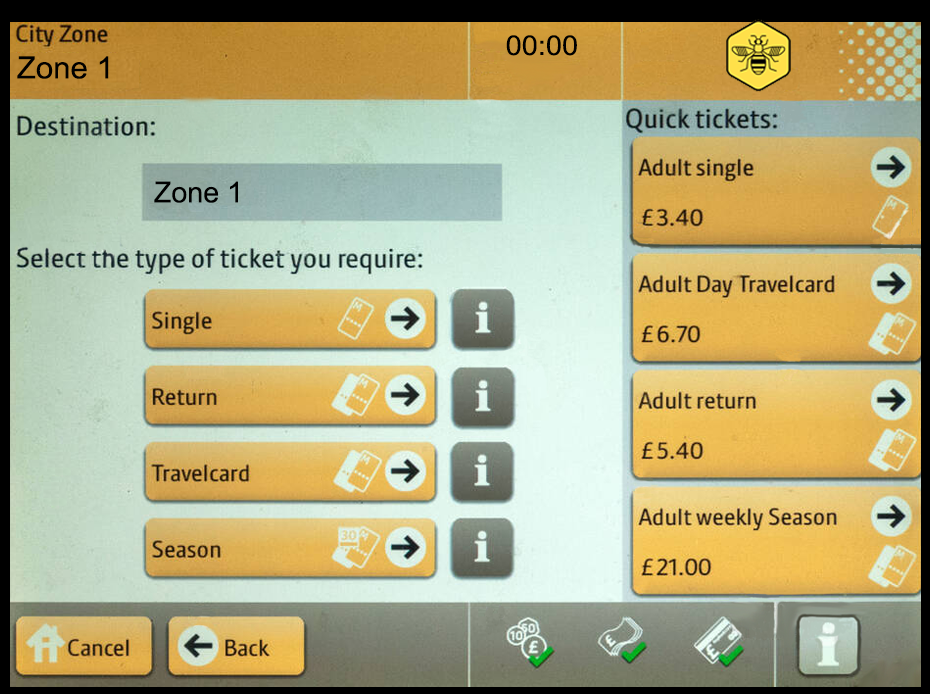 City Zone
Zone 1
00:00
Destination:
Zone 1
Select the type of ticket you require:
Single
Return
Travelcard
Season
30
Quick tickets:
Adult single
£3.40
Adult Day Travelcard
£6.70
Adult return
£5.40
Adult weekly Season
£21.00
Cancel
Back
10 50 £
£
£